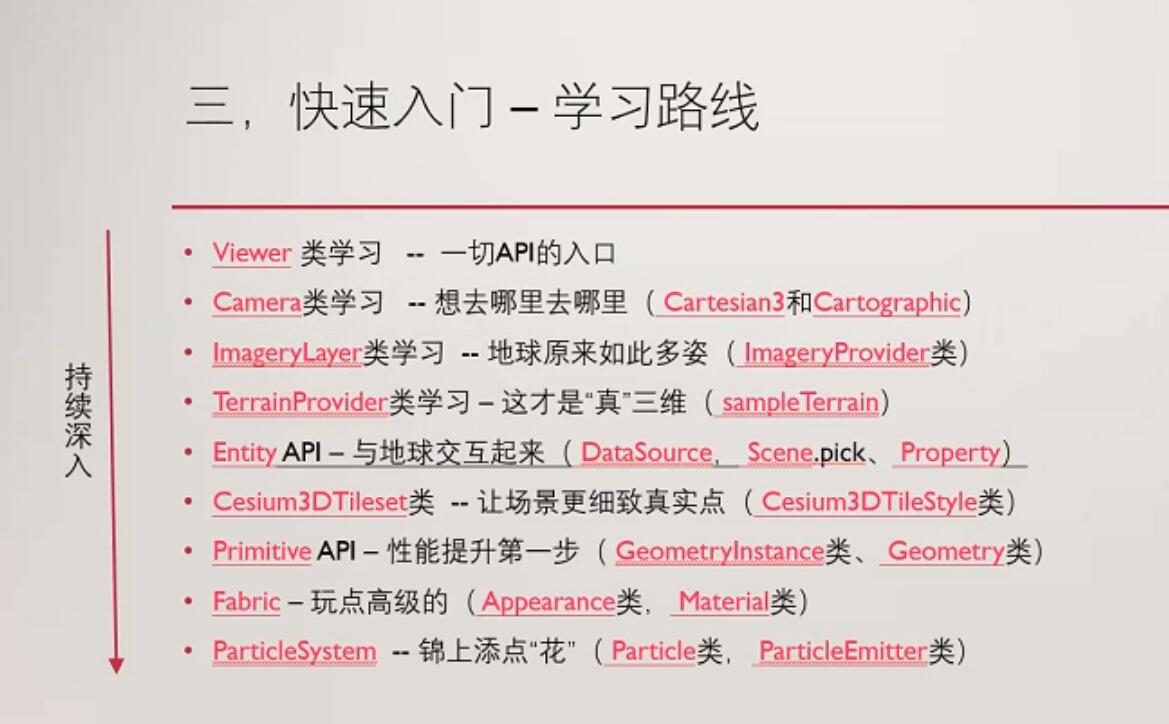 三，快速入门 – 学习路线
持续深入
• Viewer 类学习 -- 一切API的入口
• Camera类学习 -- 想去哪里去哪里（ Cartesian3和Cartographic）
• ImageryLayer类学习 -- 地球原来如此多姿（ ImageryProvider类）
• TerrainProvider类学习 – 这才是“真”三维（ sampleTerrain）
• Entity API – 与地球交互起来（ DataSource， Scene.pick、 Property）
• Cesium3DTileset类 -- 让场景更细致真实点（ Cesium3DTileStyle类）
• Primitive API – 性能提升第一步（ GeometryInstance类、 Geometry类）
• Fabric – 玩点高级的（ Appearance类， Material类）
• ParticleSystem -- 锦上添点“花”（ Particle类， ParticleEmitter类）